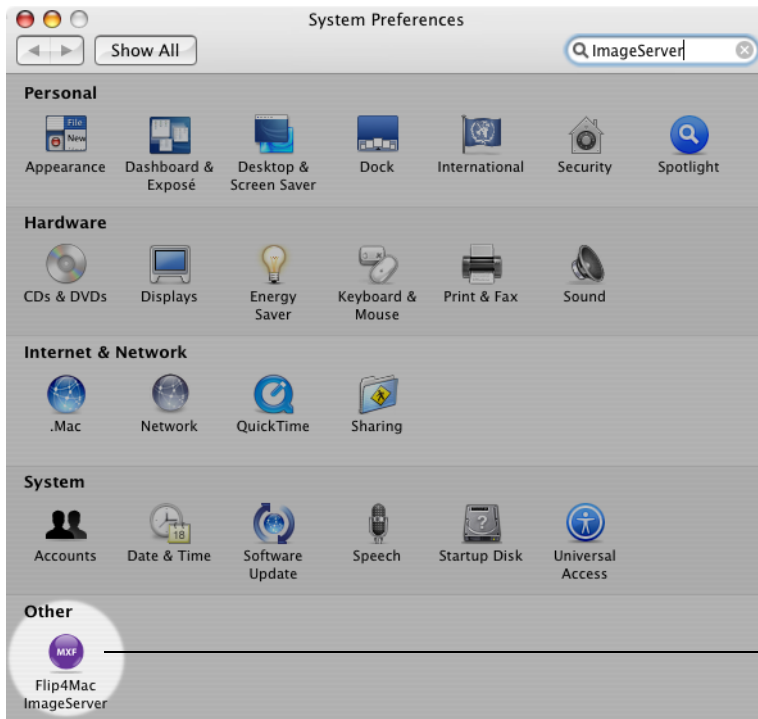 System Preferences
Show All
ImageServer
Personal
File
New
Appearance
Dashboard &
Exposé
Desktop &
Screen Saver
Dock
International
Security
Spotlight
Hardware
CDs & DVDs
Displays
Energy
Saver
Keyboard &
Mouse
Print & Fax
Sound
Internet & Network
.Mac
Network
QuickTime
Sharing
System
18
?
Accounts
Date & Time
Software
Update
Speech
Startup Disk
Universal
Access
Other
MXF
Flip4Mac
ImageServer